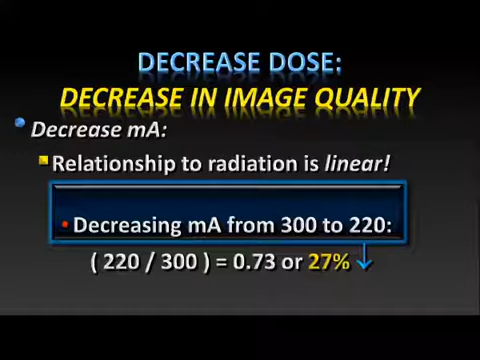 DECREASE DOSE:
DECREASE IN IMAGE QUALITY
Decrease mA:
Relationship to radiation is linear!
• Decreasing mA from 300 to 220:
( 220 / 300 ) = 0.73 or 27% ↓